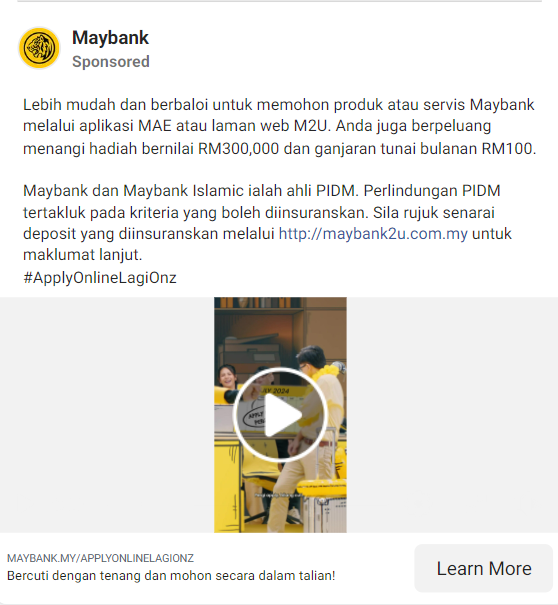 Maybank
Sponsored
Lebih mudah dan berbaloi untuk memohon produk atau servis Maybank
melalui aplikasi MAE atau laman web M2U. Anda juga berpeluang
menangi hadiah bernilai RM300,000 dan ganjaran tunai bulanan RM100.
Maybank dan Maybank Islamic ialah ahli PIDM. Perlindungan PIDM
tertakluk pada kriteria yang boleh diinsuranskan. Sila rujuk senarai
deposit yang diinsuranskan melalui http://maybank2u.com.my untuk
maklumat lanjut.
#ApplyOnlineLagiOnz
2024
APPLY
MAYBANK.MY/APPLYONLINELAGIONZ
Bercuti dengan tenang dan mohon secara dalam talian!
Learn More